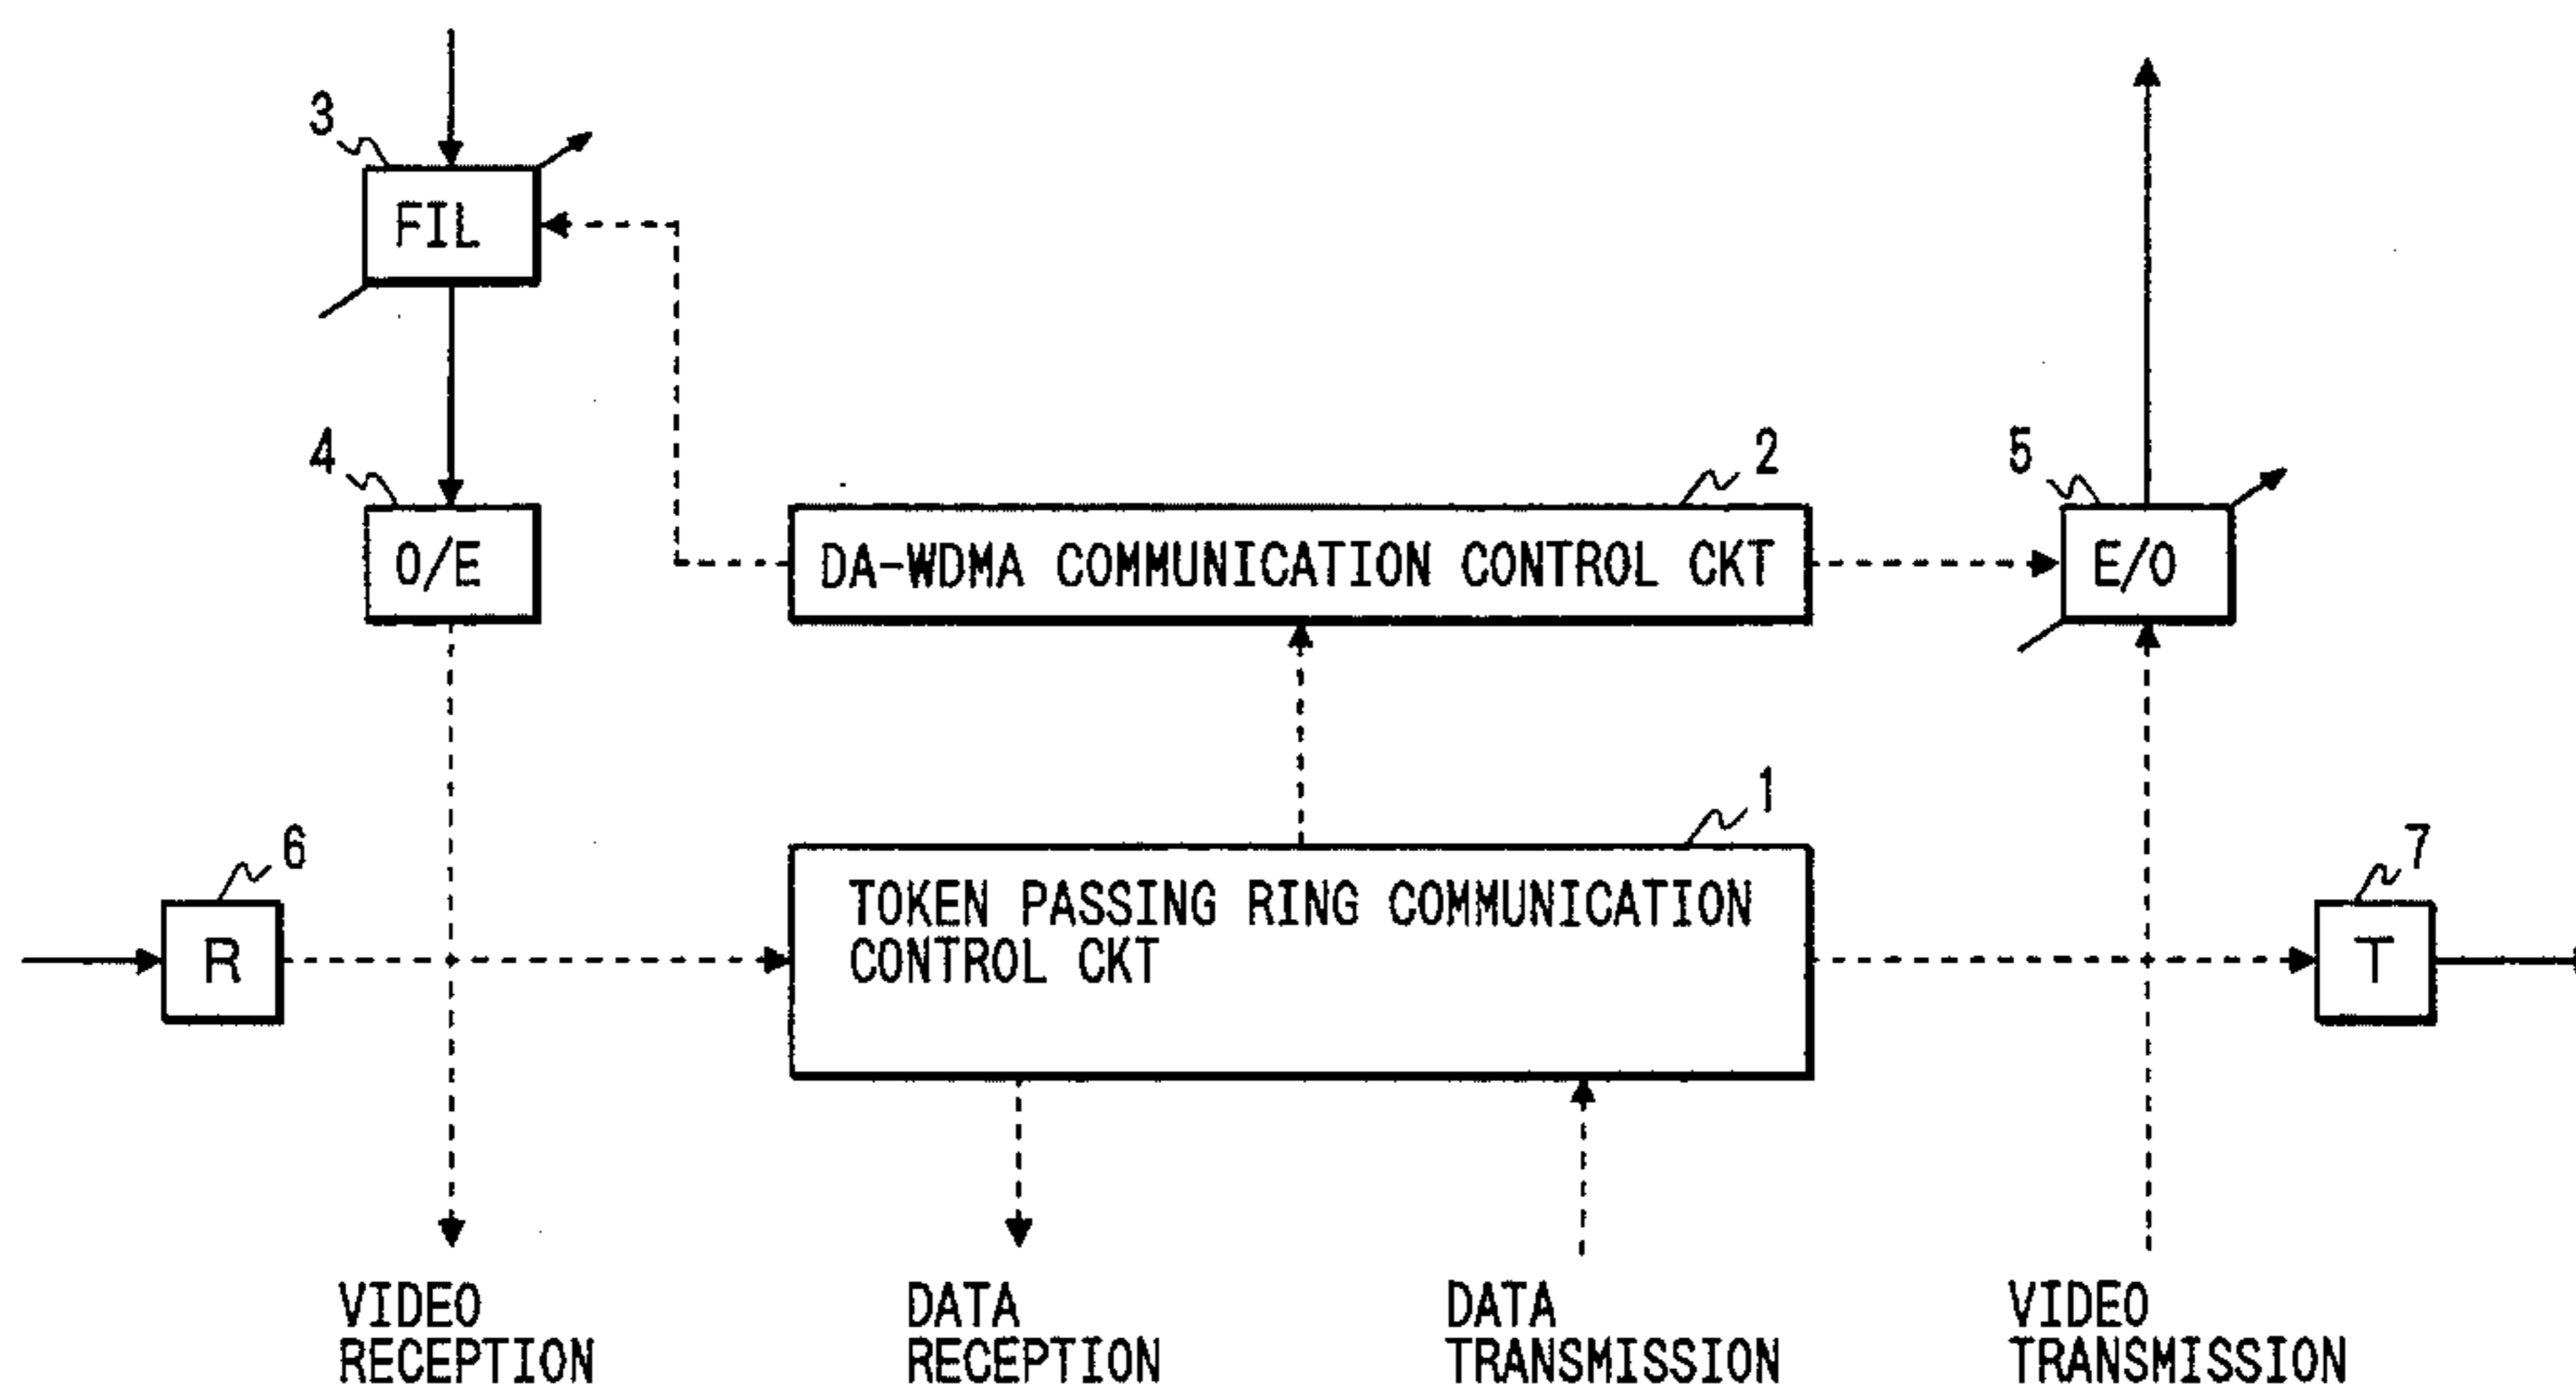 3
FIL
4
O/E
2
DA-WDMA COMMUNICATION CONTROL CKT
5
E/O
1
TOKEN PASSING RING COMMUNICATION
CONTROL CKT
6
R
7
T
VIDEO
RECEPTION
DATA
RECEPTION
DATA
TRANSMISSION
VIDEO
TRANSMISSION